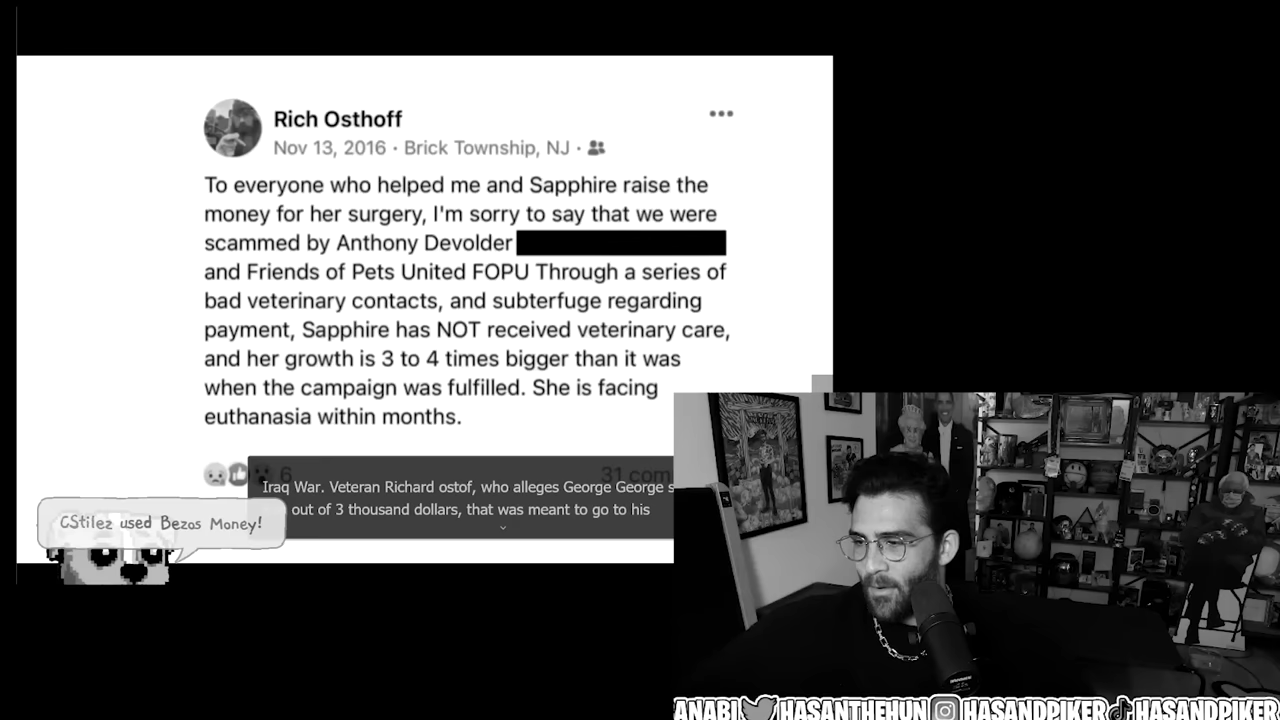 Rich Osthoff
Nov 13, 2016 · Brick Township, NJ ·
To everyone who helped me and Sapphire raise the
money for her surgery, I'm sorry to say that we were
scammed by Anthony Devolder
and Friends of Pets United FOPU Through a series of
bad veterinary contacts, and subterfuge regarding
payment, Sapphire has NOT received veterinary care,
and her growth is 3 to 4 times bigger than it was
when the campaign was fulfilled. She is facing
euthanasia within months.
6
31 com
Iraq War. Veteran Richard ostof, who alleges George George s
out of 3 thousand dollars, that was meant to go to his
CStilez used Bezos Money!
ANABI HASANTHEHUN HASANDPIKER HASANDPIKER